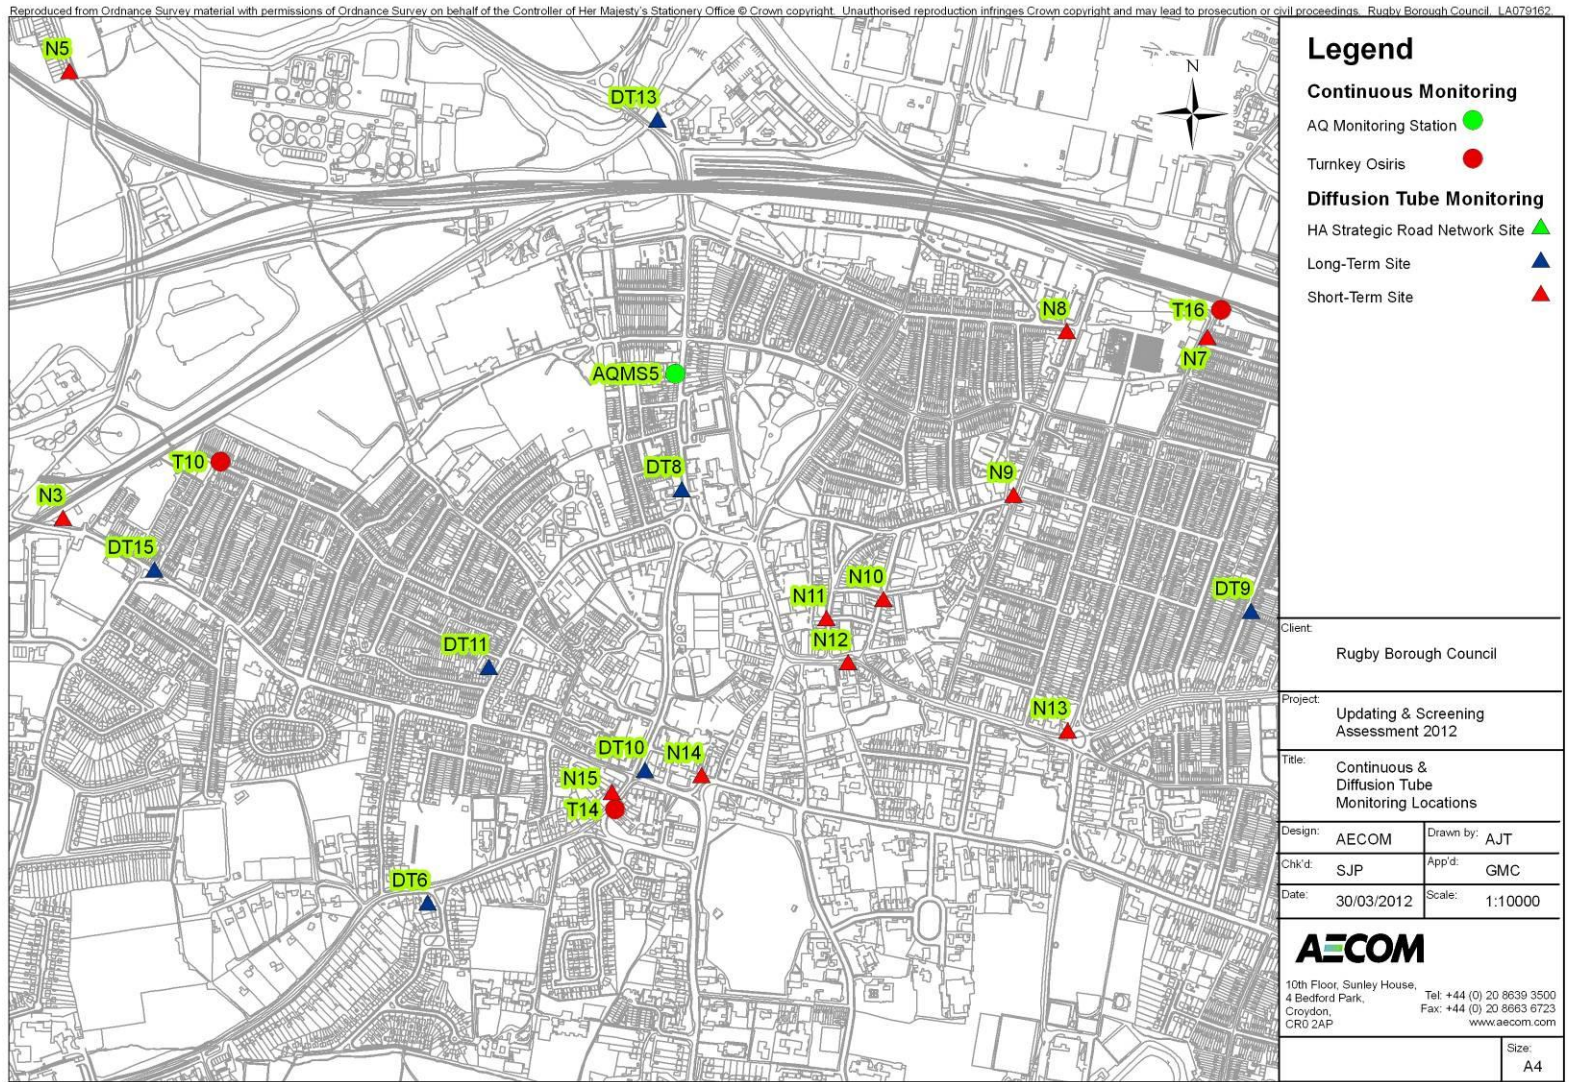 Reproduced from Ordnance Survey material with permissions of Ordnance Survey on behalf of the Controller of Her Majesty's Stationery Office © Crown copyright. Unauthorised reproduction infringes Crown copyright and may lead to prosecution or civil proceedings. Rugby Borough Council. LA079162.
N5
DT13
N
N8
T16
N7
AQMS5
T10
DT8
N9
N3
DT15
N10
N11
DT9
N12
DT11
N13
DT10
N14
N15
T14
DT6
Legend
Continuous Monitoring
AQ Monitoring Station
Turnkey Osiris
Diffusion Tube Monitoring
HA Strategic Road Network Site
Long-Term Site
Short-Term Site
Client:
Rugby Borough Council
Project:
Updating & Screening
Assessment 2012
Title:
Continuous &
Diffusion Tube
Monitoring Locations
Design: AECOM Drawn by: AJT
Chk'd: SJP App'd: GMC
Date: 30/03/2012 Scale: 1:10000
AECOM
10th Floor, Sunley House,
4 Bedford Park,
Croydon,
CR0 2AP
Tel: +44 (0) 20 8639 3500
Fax: +44 (0) 20 8663 6723
www.aecom.com
Size:
A4